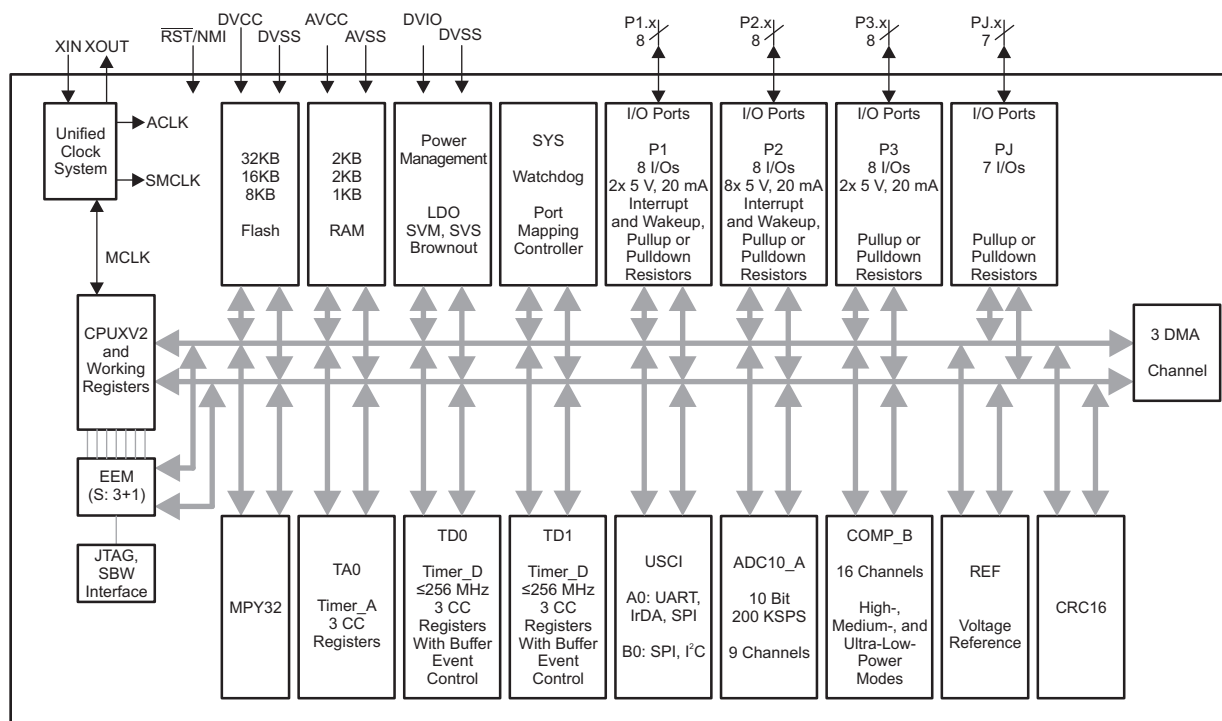 XIN XOUT
RST/NMI
DVCC
DVSS
AVCC
AVSS
DVIO
DVSS
P1.x
8
P2.x
8
P3.x
8
PJ.x
7
Unified
Clock
System
ACLK
SMCLK
MCLK
32KB
16KB
8KB
Flash
2KB
2KB
1KB
RAM
Power
Management
LDO
SVM, SVS
Brownout
SYS
Watchdog
Port
Mapping
Controller
I/O Ports
P1
8 I/Os
2x 5 V, 20 mA
Interrupt
and Wakeup,
Pullup or
Pulldown
Resistors
I/O Ports
P2
8 I/Os
8x 5 V, 20 mA
Interrupt
and Wakeup,
Pullup or
Pulldown
Resistors
I/O Ports
P3
8 I/Os
2x 5 V, 20 mA
Pullup or
Pulldown
Resistors
I/O Ports
PJ
7 I/Os
Pullup or
Pulldown
Resistors
CPUXV2
and
Working
Registers
3 DMA
Channel
EEM
(S: 3+1)
JTAG,
SBW
Interface
MPY32
TA0
Timer_A
3 CC
Registers
TD0
Timer_D
≤256 MHz
3 CC
Registers
With Buffer
Event
Control
TD1
Timer_D
≤256 MHz
3 CC
Registers
With Buffer
Event
Control
USCI
A0: UART,
IrDA, SPI
B0: SPI, I²C
ADC10_A
10 Bit
200 KSPS
9 Channels
COMP_B
16 Channels
High-,
Medium-, and
Ultra-Low-
Power
Modes
REF
Voltage
Reference
CRC16